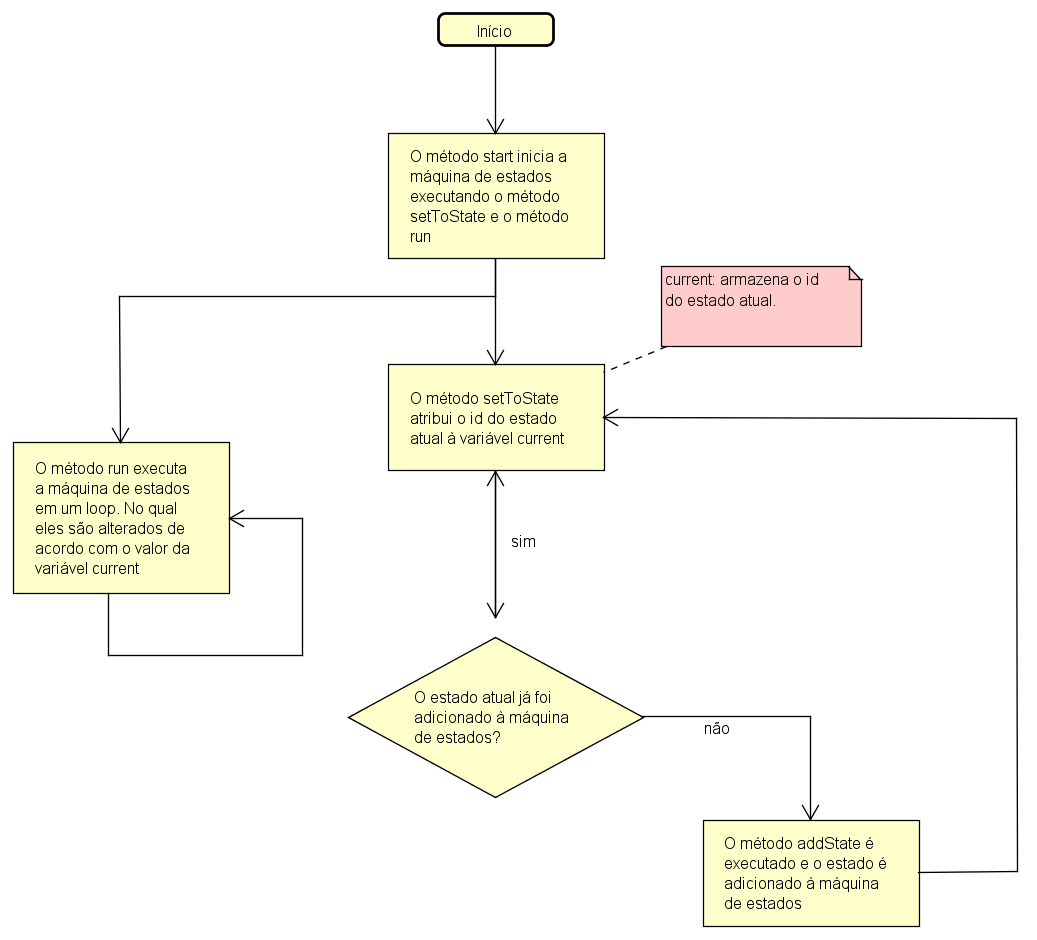 Início
O método start inicia a
máquina de estados
executando o método
setToState e o método
run
current: armazena o id
do estado atual.
O método setToState
atribui o id do estado
atual à variável current
O método run executa
a máquina de estados
em um loop. No qual
eles são alterados de
acordo com o valor da
variável current
sim
O estado atual já foi
adicionado à máquina
de estados?
não
O método addState é
executado e o estado é
adicionado à máquina
de estados